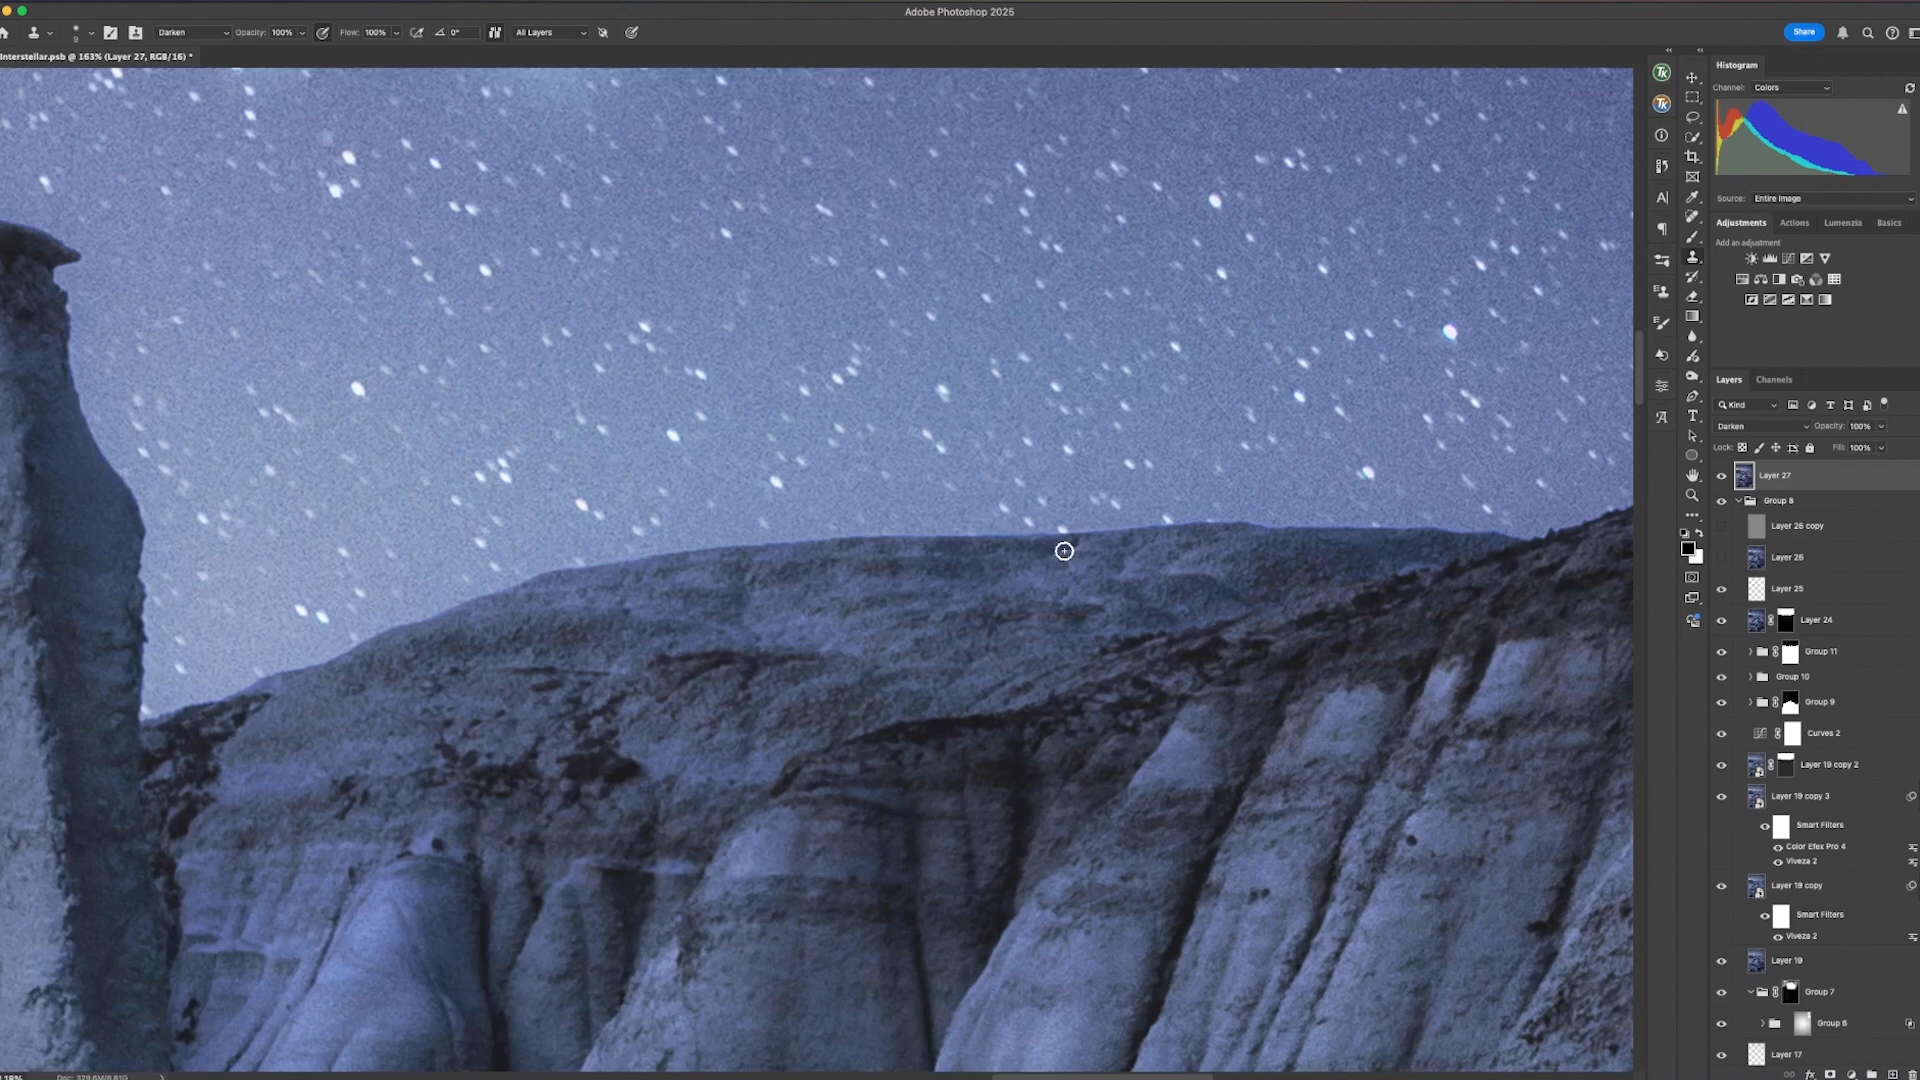 Adobe Photoshop 2025
Darken Opacity: 100% Flow: 100% 0° All Layers Share
Interstellar.psb @ 163% (Layer 27, RGB/16) *
Histogram
Channel: Colors
Source: Entire Image
Adjustments Actions Lumenzia Basics
Add an adjustment
Layers Channels
Kind
Darken Opacity: 100%
Lock: Fill: 100%
Layer 27
Group 8
Layer 26 copy
Layer 26
Layer 25
Layer 24
Group 11
Group 10
Group 9
Curves 2
Layer 19 copy 2
Layer 19 copy 3
Smart Filters
Color Efex Pro 4
Viveza 2
Layer 19 copy
Smart Filters
Viveza 2
Layer 19
Group 7
Group 6
Layer 17
TK
TK